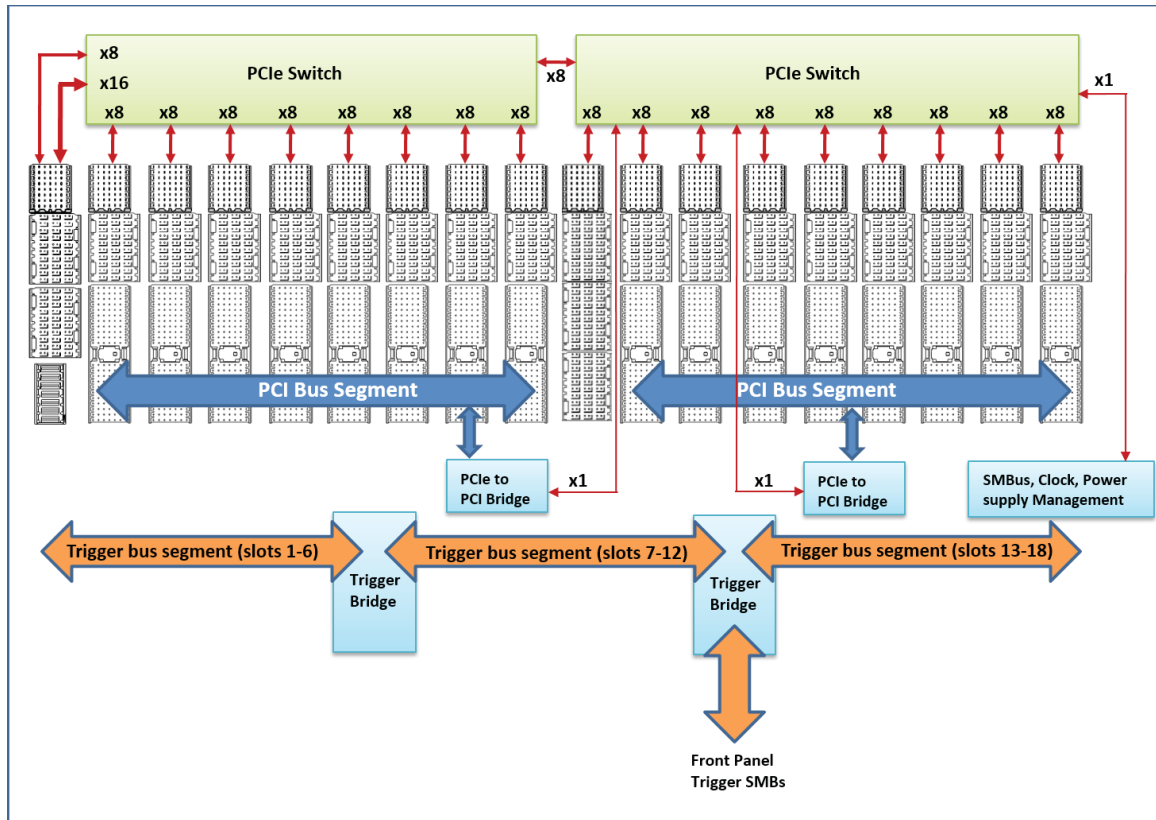 x8
x16
PCIe Switch
x8
PCIe Switch
x1
x8 x8 x8 x8 x8 x8 x8 x8
x8 x8 x8 x8 x8 x8 x8 x8 x8
PCI Bus Segment
PCI Bus Segment
PCIe to
PCI Bridge
x1
x1
PCIe to
PCI Bridge
SMBus, Clock, Power
supply Management
Trigger bus segment (slots 1-6)
Trigger bus segment (slots 7-12)
Trigger bus segment (slots 13-18)
Trigger
Bridge
Trigger
Bridge
Front Panel
Trigger SMBs